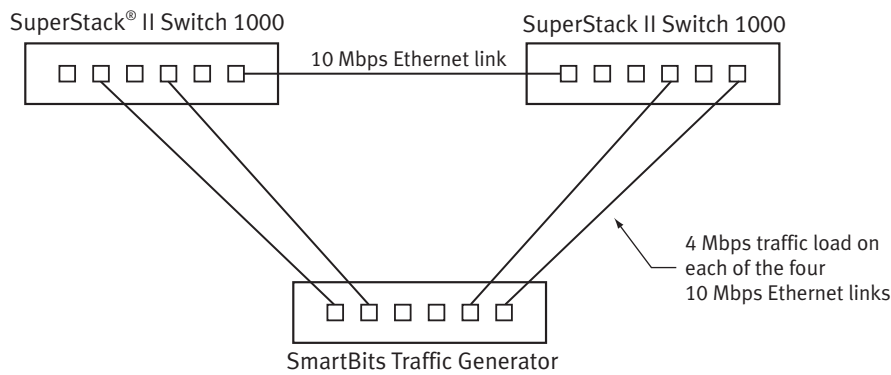 SuperStack® II Switch 1000
SuperStack II Switch 1000
10 Mbps Ethernet link
4 Mbps traffic load on
each of the four
10 Mbps Ethernet links
SmartBits Traffic Generator